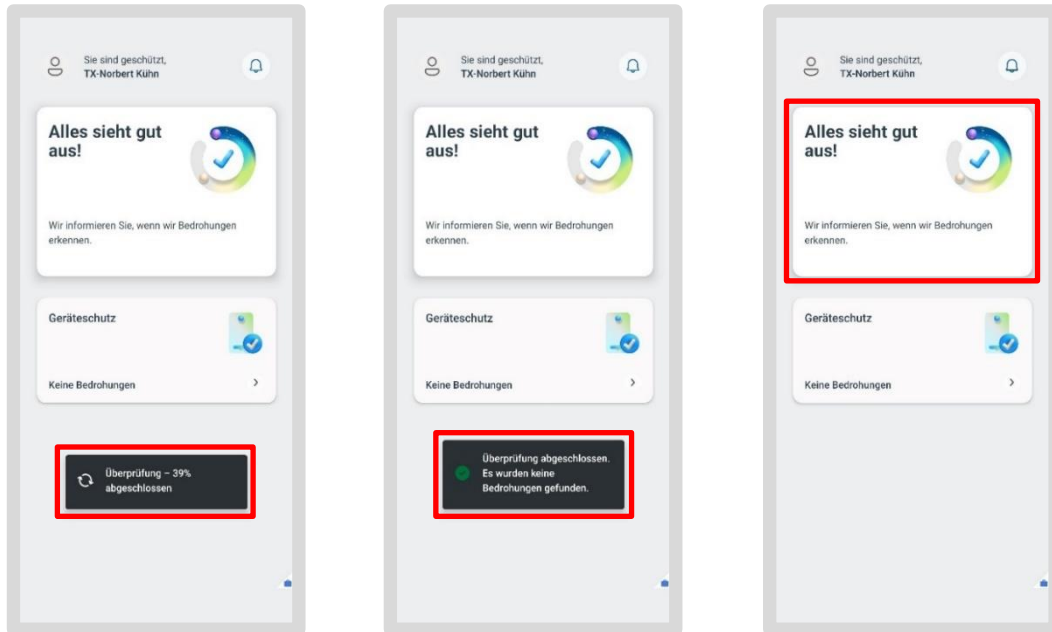 Sie sind geschützt,
TX-Norbert Kühn
Alles sieht gut
aus!
Wir informieren Sie, wenn wir Bedrohungen
erkennen.
Geräteschutz
Keine Bedrohungen
Überprüfung – 39%
abgeschlossen
Sie sind geschützt,
TX-Norbert Kühn
Alles sieht gut
aus!
Wir informieren Sie, wenn wir Bedrohungen
erkennen.
Geräteschutz
Keine Bedrohungen
Überprüfung abgeschlossen.
Es wurden keine
Bedrohungen gefunden.
Sie sind geschützt,
TX-Norbert Kühn
Alles sieht gut
aus!
Wir informieren Sie, wenn wir Bedrohungen
erkennen.
Geräteschutz
Keine Bedrohungen